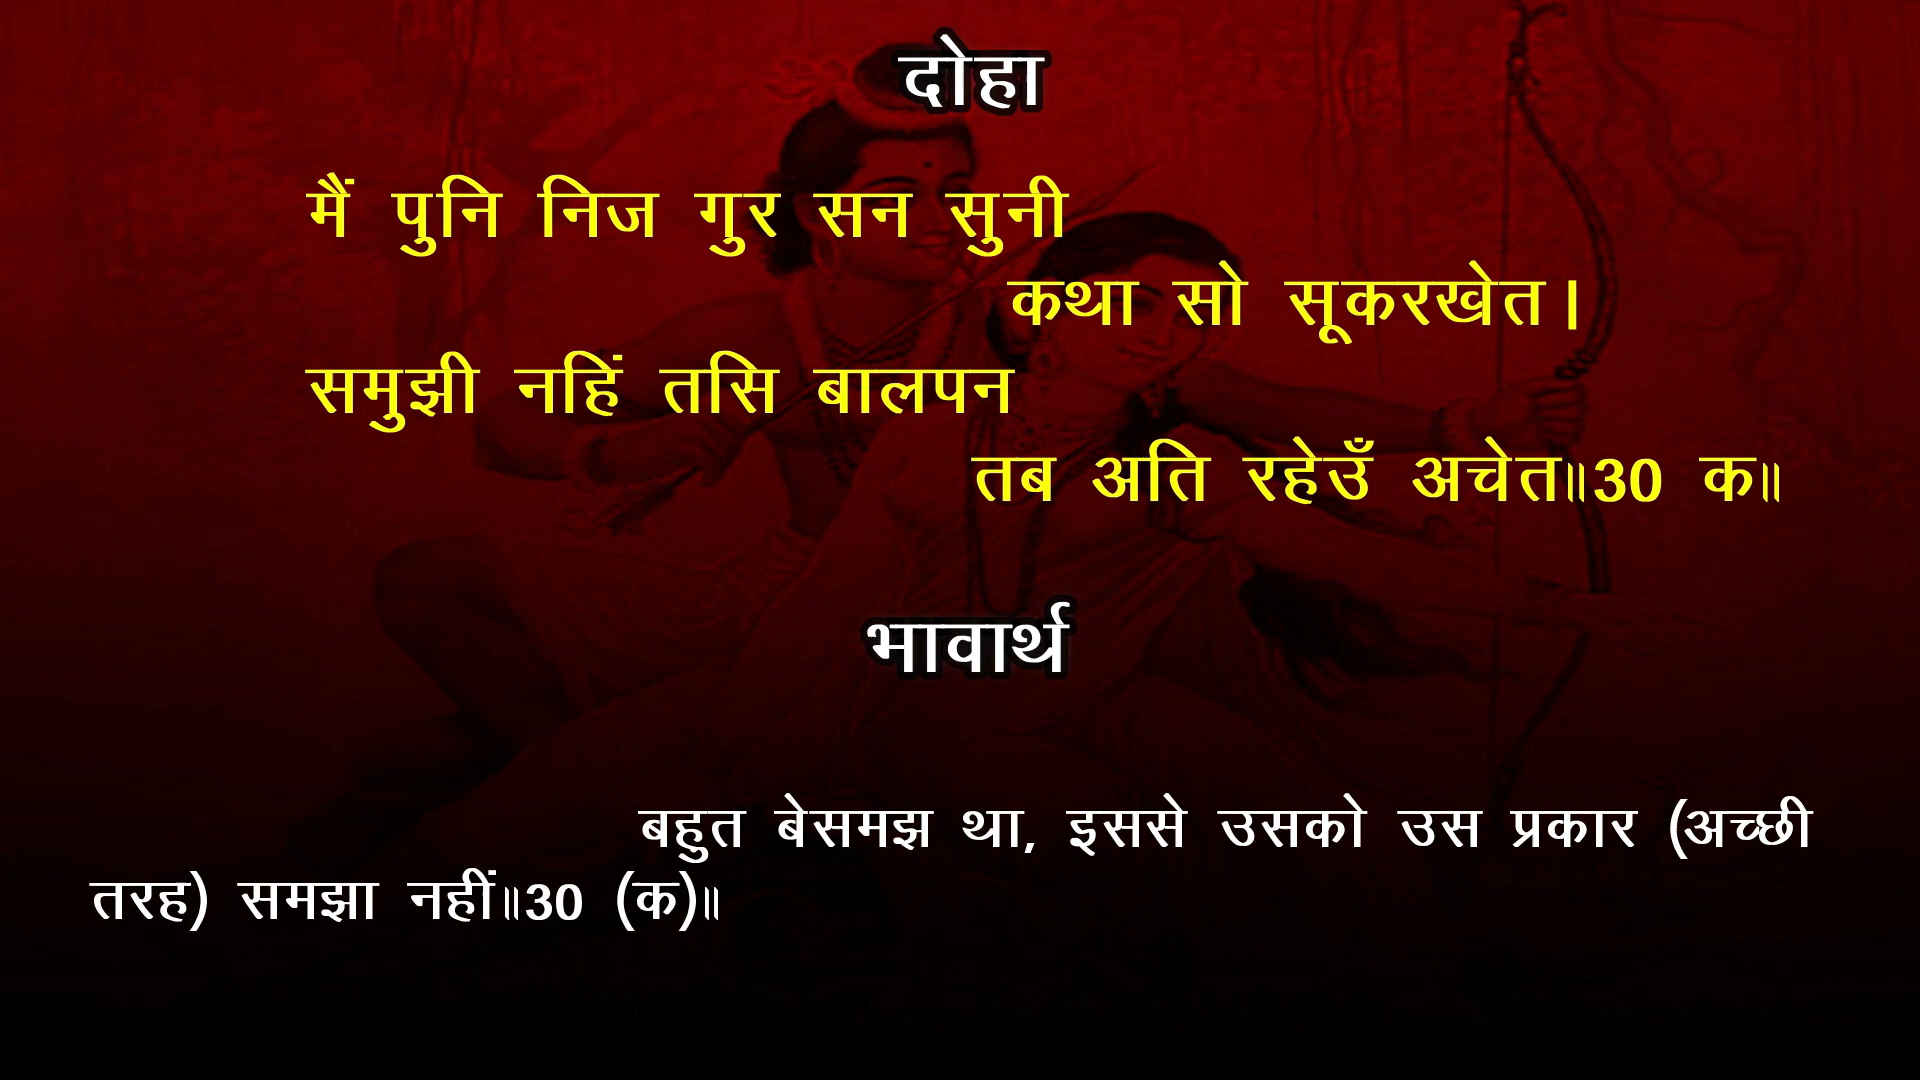 दोहा
मैं पुनि निज गुर सन सुनी
कथा सो सूकरखेत।
समुझी नहिं तसि बालपन
तब अति रहेउँ अचेत॥30 क॥
भावार्थ
बहुत बेसमझ था, इससे उसको उस प्रकार (अच्छी
तरह) समझा नहीं॥30 (क)॥